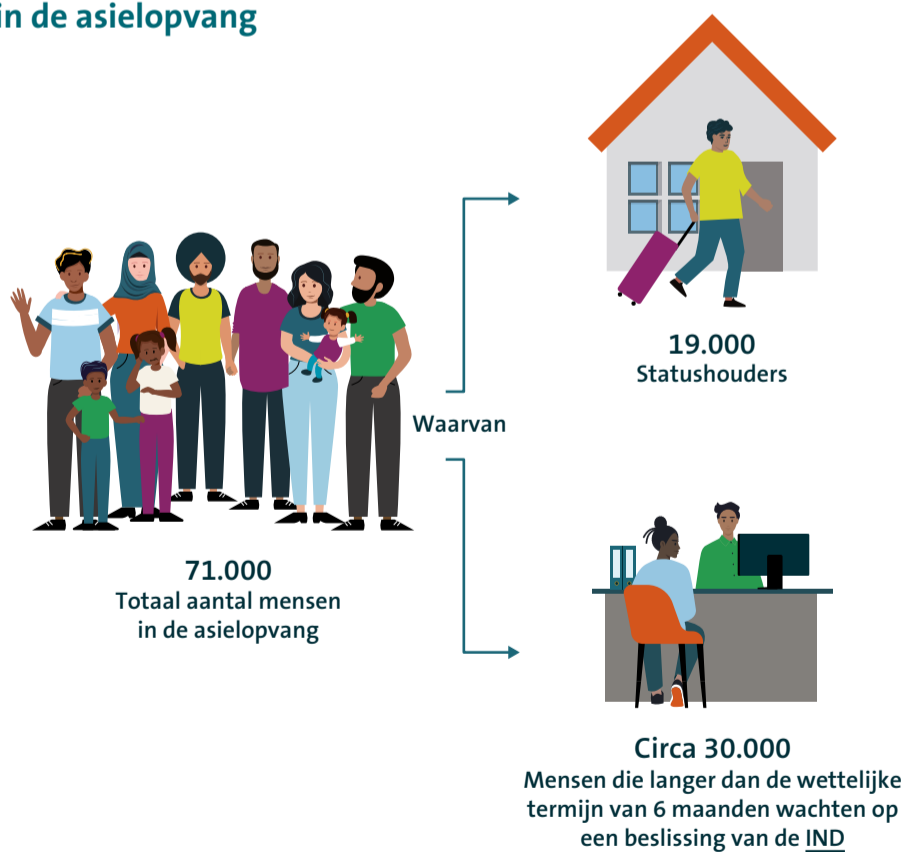 in de asielopvang
19.000
Statushouders
Waarvan
71.000
Totaal aantal mensen
in de asielopvang
Circa 30.000
Mensen die langer dan de wettelijke
termijn van 6 maanden wachten op
een beslissing van de IND